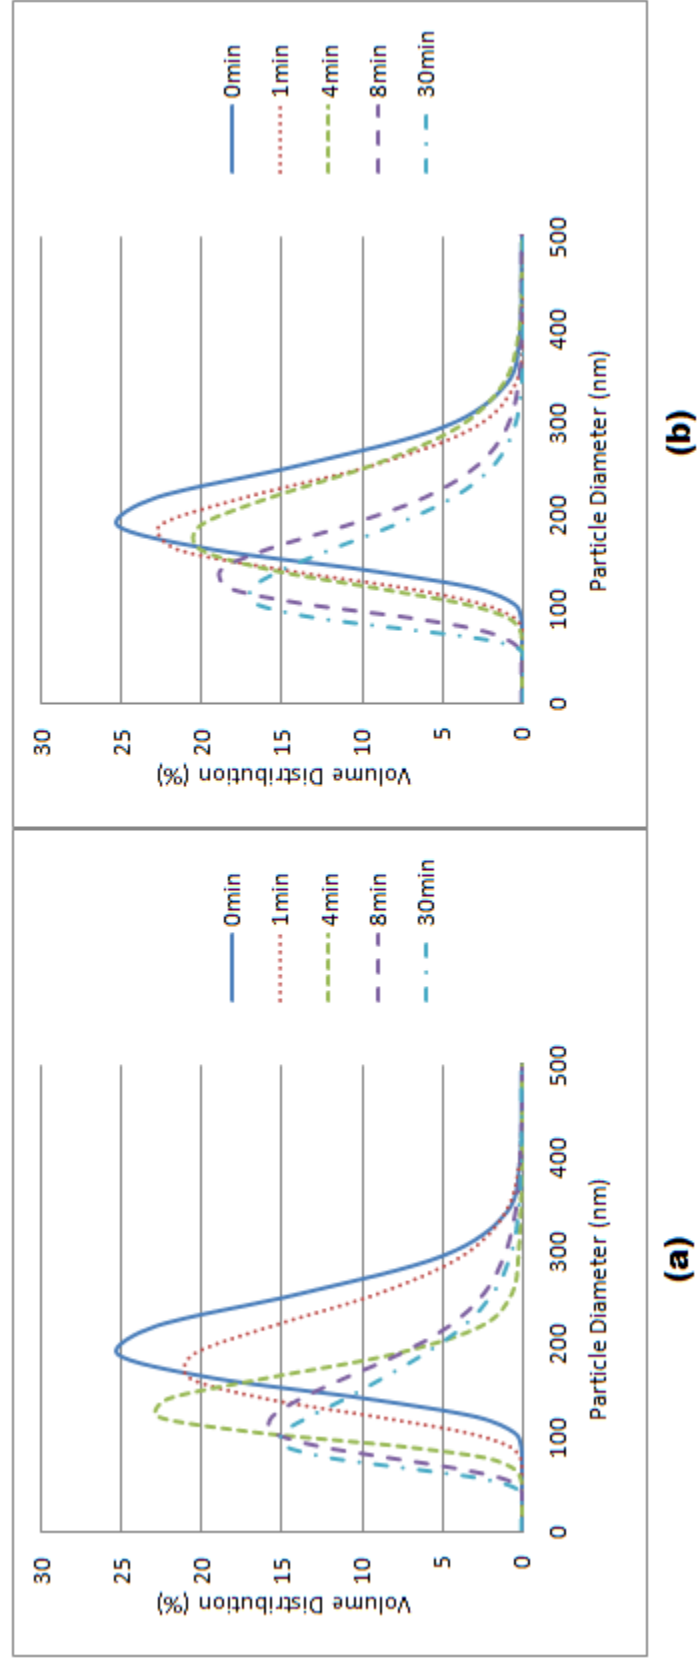 30
25
20
15
10
5
0
Volume Distribution (%)
0 100 200 300 400 500
Particle Diameter (nm)
0min
1min
4min
8min
30min
(a)
30
25
20
15
10
5
0
Volume Distribution (%)
0 100 200 300 400 500
Particle Diameter (nm)
0min
1min
4min
8min
30min
(b)